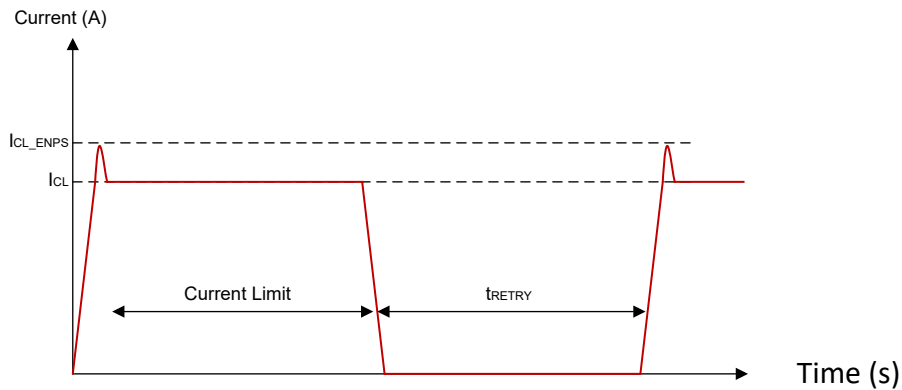 Current (A)
ICL_ENPS
ICL
Current Limit
tRETRY
Time (s)